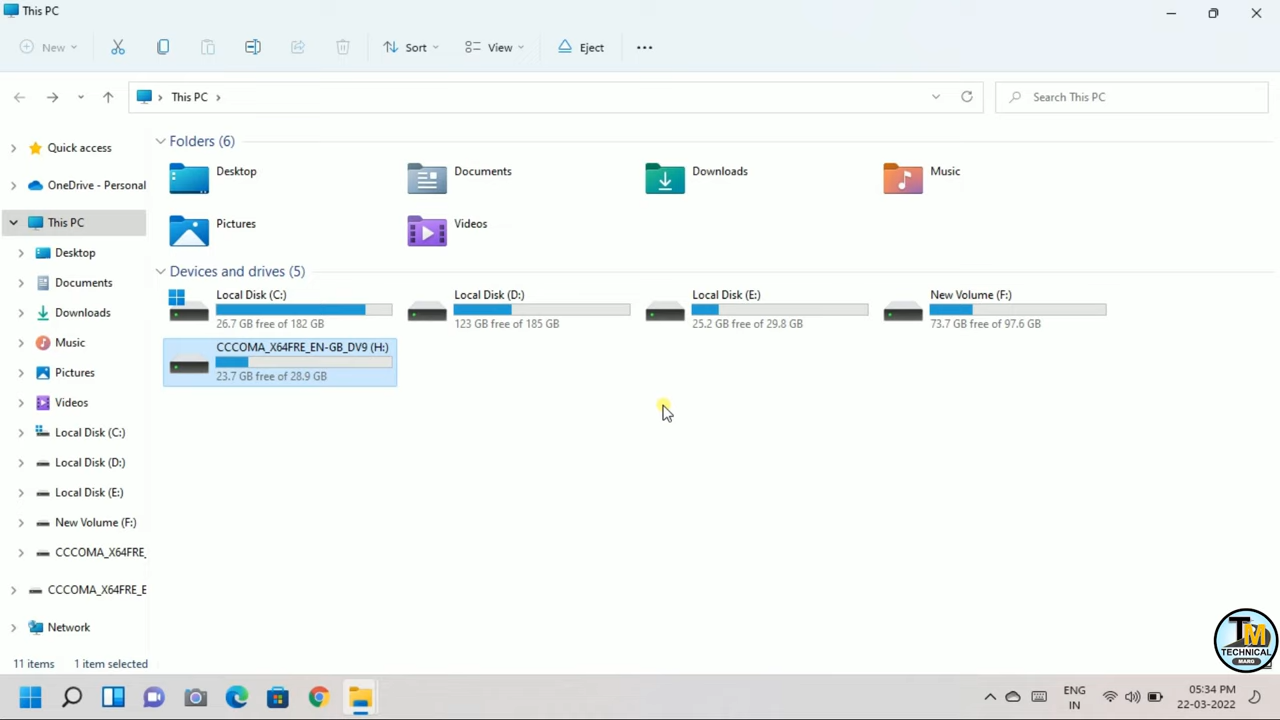 This PC
New
Sort
View
Eject
This PC
Search This PC
Quick access
OneDrive - Personal
This PC
Desktop
Documents
Downloads
Music
Pictures
Videos
Local Disk (C:)
Local Disk (D:)
Local Disk (E:)
New Volume (F:)
CCCOMA_X64FRE_
CCCOMA_X64FRE_E
Network
Folders (6)
Desktop
Documents
Downloads
Music
Pictures
Videos
Devices and drives (5)
Local Disk (C:)
26.7 GB free of 182 GB
Local Disk (D:)
123 GB free of 185 GB
Local Disk (E:)
25.2 GB free of 29.8 GB
New Volume (F:)
73.7 GB free of 97.6 GB
CCCOMA_X64FRE_EN-GB_DV9 (H:)
23.7 GB free of 28.9 GB
11 items 1 item selected
TM
TECHNICAL
MARG
ENG
IN
05:34 PM
22-03-2022